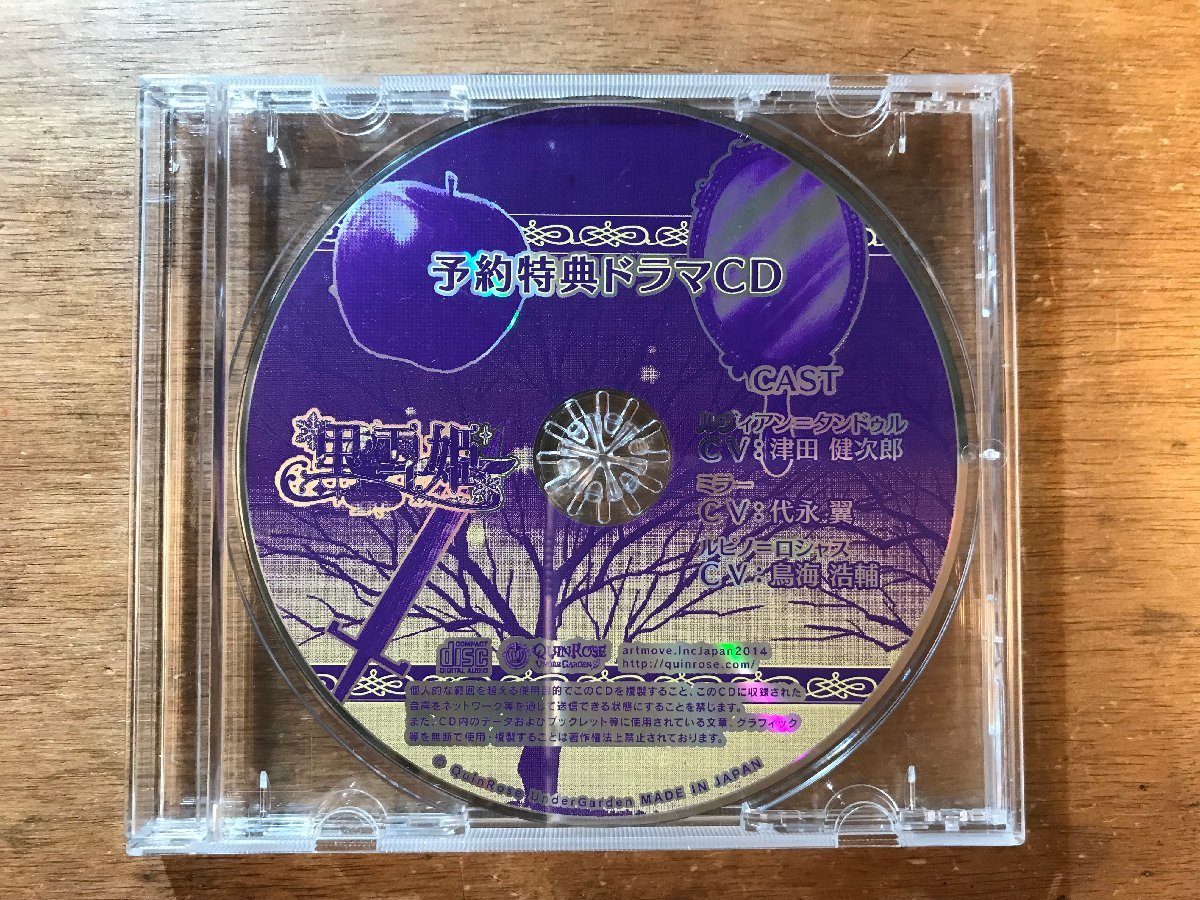 予約特典ドラマCD
CAST
ルヴィアン=タンドゥル
CV:津田 健次郎
ミラー
CV:代永 翼
ルヒノ=ロシャス
CV:鳥海 浩輔
黒雪姫
COMPACT
disc
DIGITAL AUDIO
QUINROSE
UNDER GARDEN
artmove.IncJapan2014
http://quinrose.com/
個人的な範囲を超える使用目的でこのCDを複製すること、このCDに収録された
音声をネットワーク等を通じて送信できる状態にすることを禁じます。
また、CD内のデータおよびブックレット等に使用されている文章、グラフィック
等を無断で使用・複製することは著作権法上禁止されております。
© QuinRose UnderGarden MADE IN JAPAN